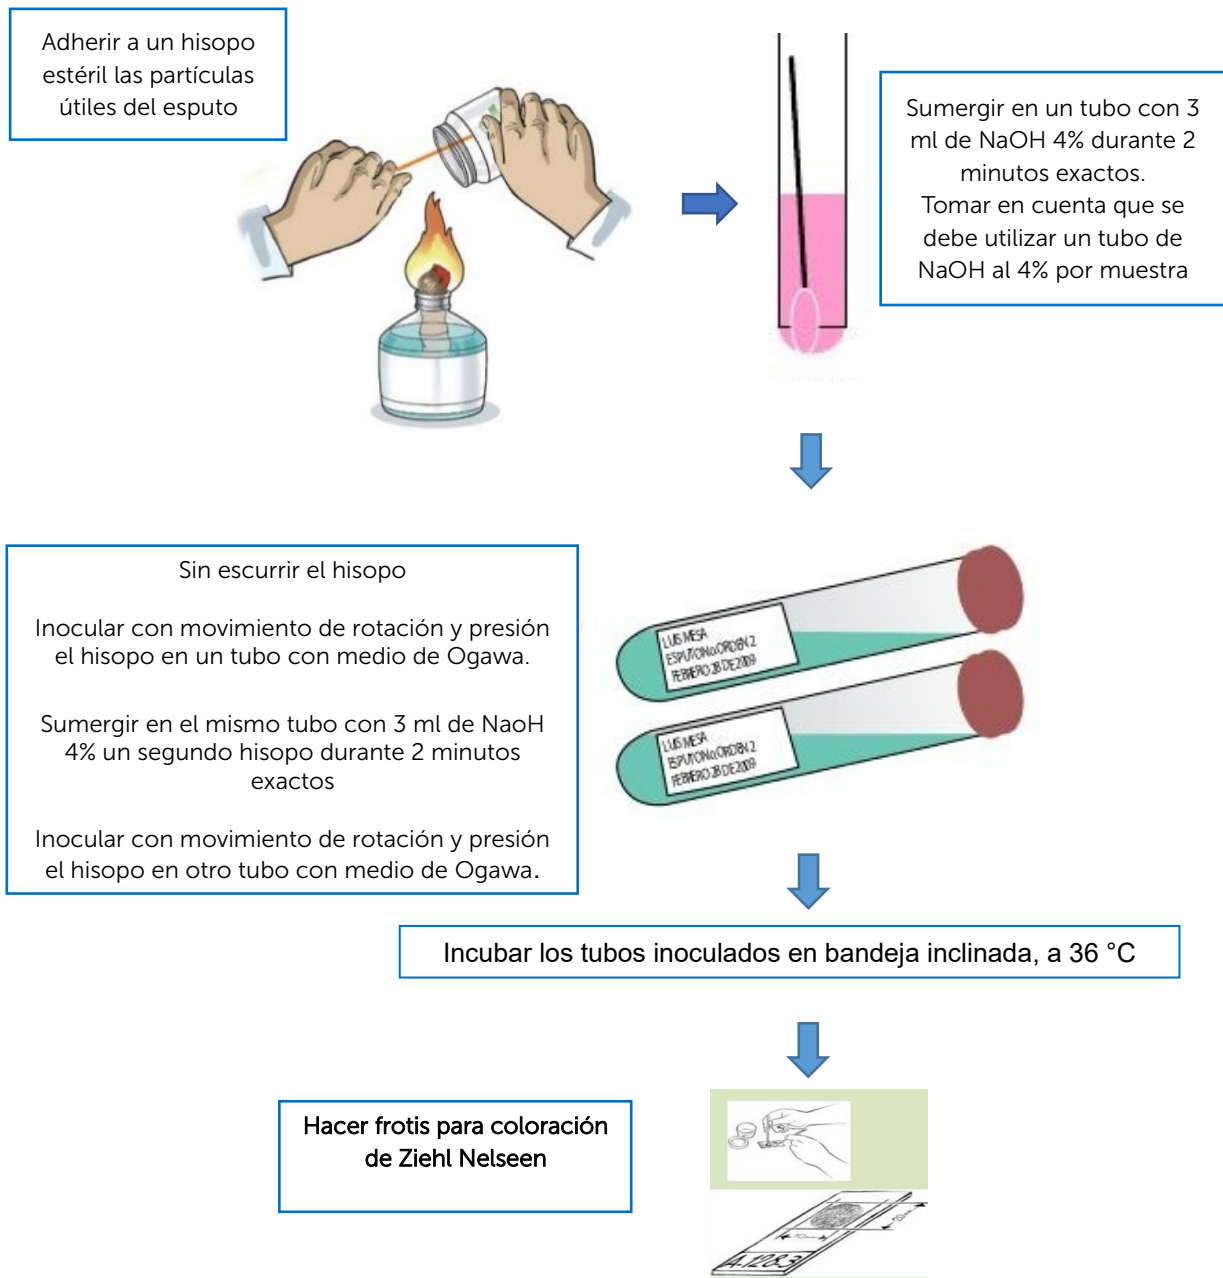 Adherir a un hisopo
estéril las partículas
útiles del esputo
Sumergir en un tubo con 3
ml de NaOH 4% durante 2
minutos exactos.
Tomar en cuenta que se
debe utilizar un tubo de
NaOH al 4% por muestra
Sin escurrir el hisopo
Inocular con movimiento de rotación y presión
el hisopo en un tubo con medio de Ogawa.
Sumergir en el mismo tubo con 3 ml de NaoH
4% un segundo hisopo durante 2 minutos
exactos
Inocular con movimiento de rotación y presión
el hisopo en otro tubo con medio de Ogawa.
LUIS MESA
ESPUTO No. ORDEN 2
FEBRERO 28 DE 2009
LUIS MESA
ESPUTO No. ORDEN 2
FEBRERO 28 DE 2009
Incubar los tubos inoculados en bandeja inclinada, a 36 °C
Hacer frotis para coloración
de Ziehl Nelseen
20mm
10mm
A-128-3